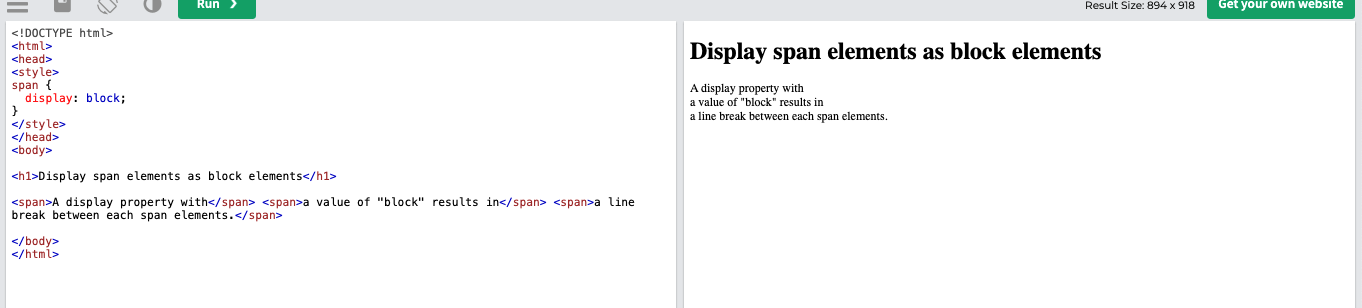 Run ❯
Result Size: 894 x 918
Get your own website
<!DOCTYPE html>
<html>
<head>
<style>
span {
  display: block;
}
</style>
</head>
<body>
<h1>Display span elements as block elements</h1>
<span>A display property with</span> <span>a value of "block" results in</span> <span>a line
break between each span elements.</span>
</body>
</html>
Display span elements as block elements
A display property with
a value of "block" results in
a line break between each span elements.